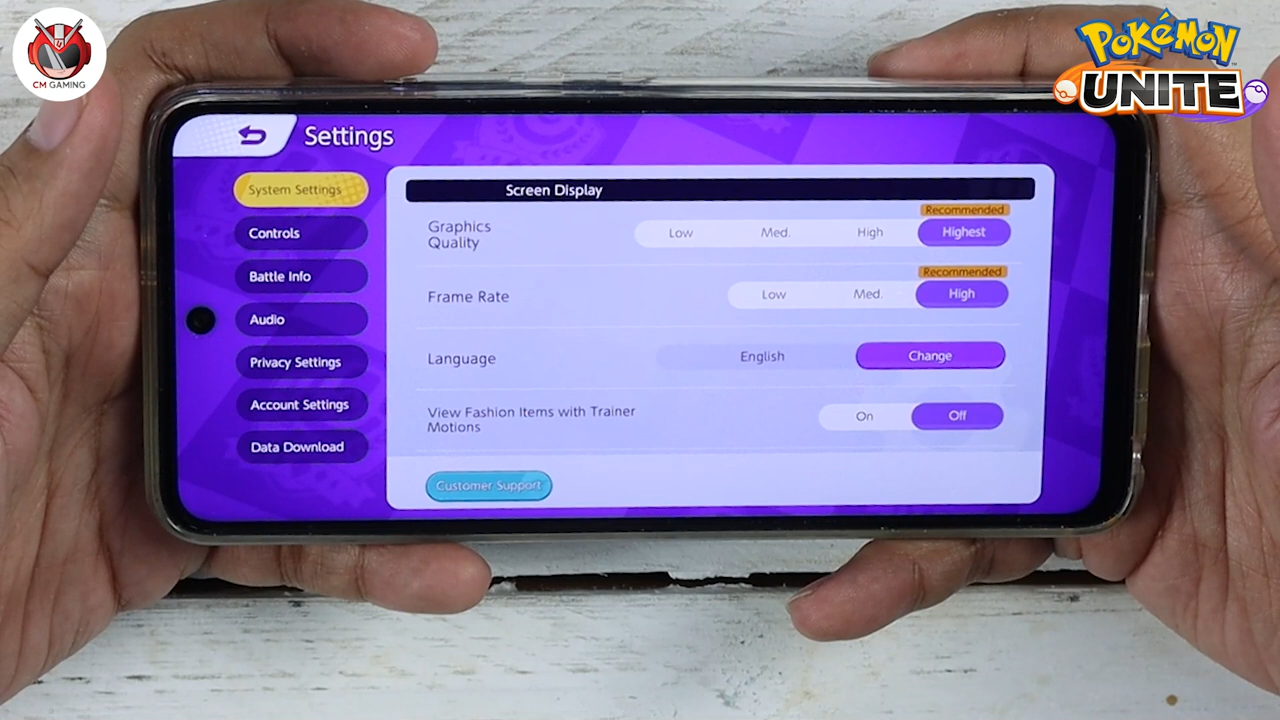 CM GAMING
POKÉMON
UNITE
Settings
System Settings
Controls
Battle Info
Audio
Privacy Settings
Account Settings
Data Download
Screen Display
Graphics
Quality
Low Med. High Highest
Recommended
Frame Rate
Low Med. High
Recommended
Language
English Change
View Fashion Items with Trainer
Motions
On Off
Customer Support